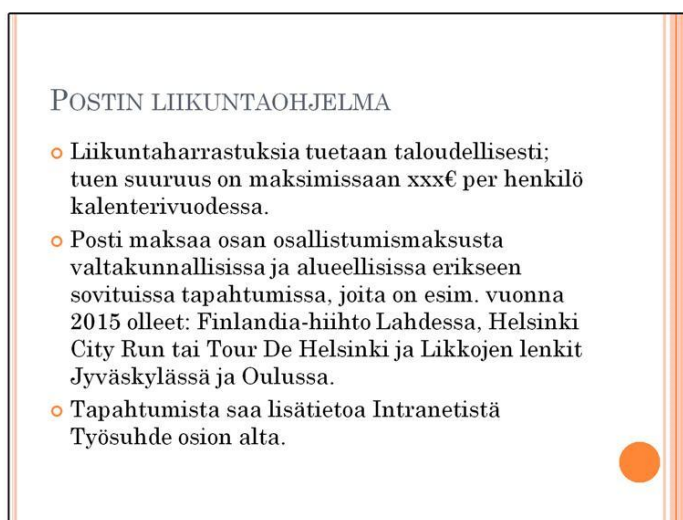 POSTIN LIIKUNTAOHJELMA
Liikuntaharrastuksia tuetaan taloudellisesti;
tuen suuruus on maksimissaan xxx€ per henkilö
kalenterivuodessa.
Posti maksaa osan osallistumismaksusta
valtakunnallisissa ja alueellisissa erikseen
sovituissa tapahtumissa, joita on esim. vuonna
2015 olleet: Finlandia-hiihto Lahdessa, Helsinki
City Run tai Tour De Helsinki ja Likkojen lenkit
Jyväskylässä ja Oulussa.
Tapahtumista saa lisätietoa Intranetistä
Työsuhde osion alta.